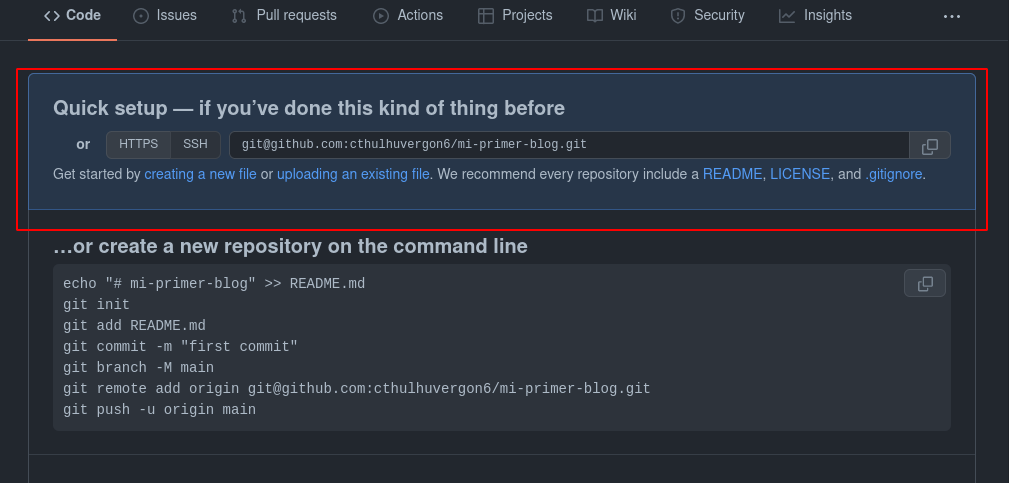 Code Issues Pull requests Actions Projects Wiki Security Insights ...
Quick setup — if you've done this kind of thing before
or HTTPS SSH git@github.com:cthulhuvergon6/mi-primer-blog.git
Get started by creating a new file or uploading an existing file. We recommend every repository include a README, LICENSE, and .gitignore.
…or create a new repository on the command line
echo "# mi-primer-blog" >> README.md
git init
git add README.md
git commit -m "first commit"
git branch -M main
git remote add origin git@github.com:cthulhuvergon6/mi-primer-blog.git
git push -u origin main